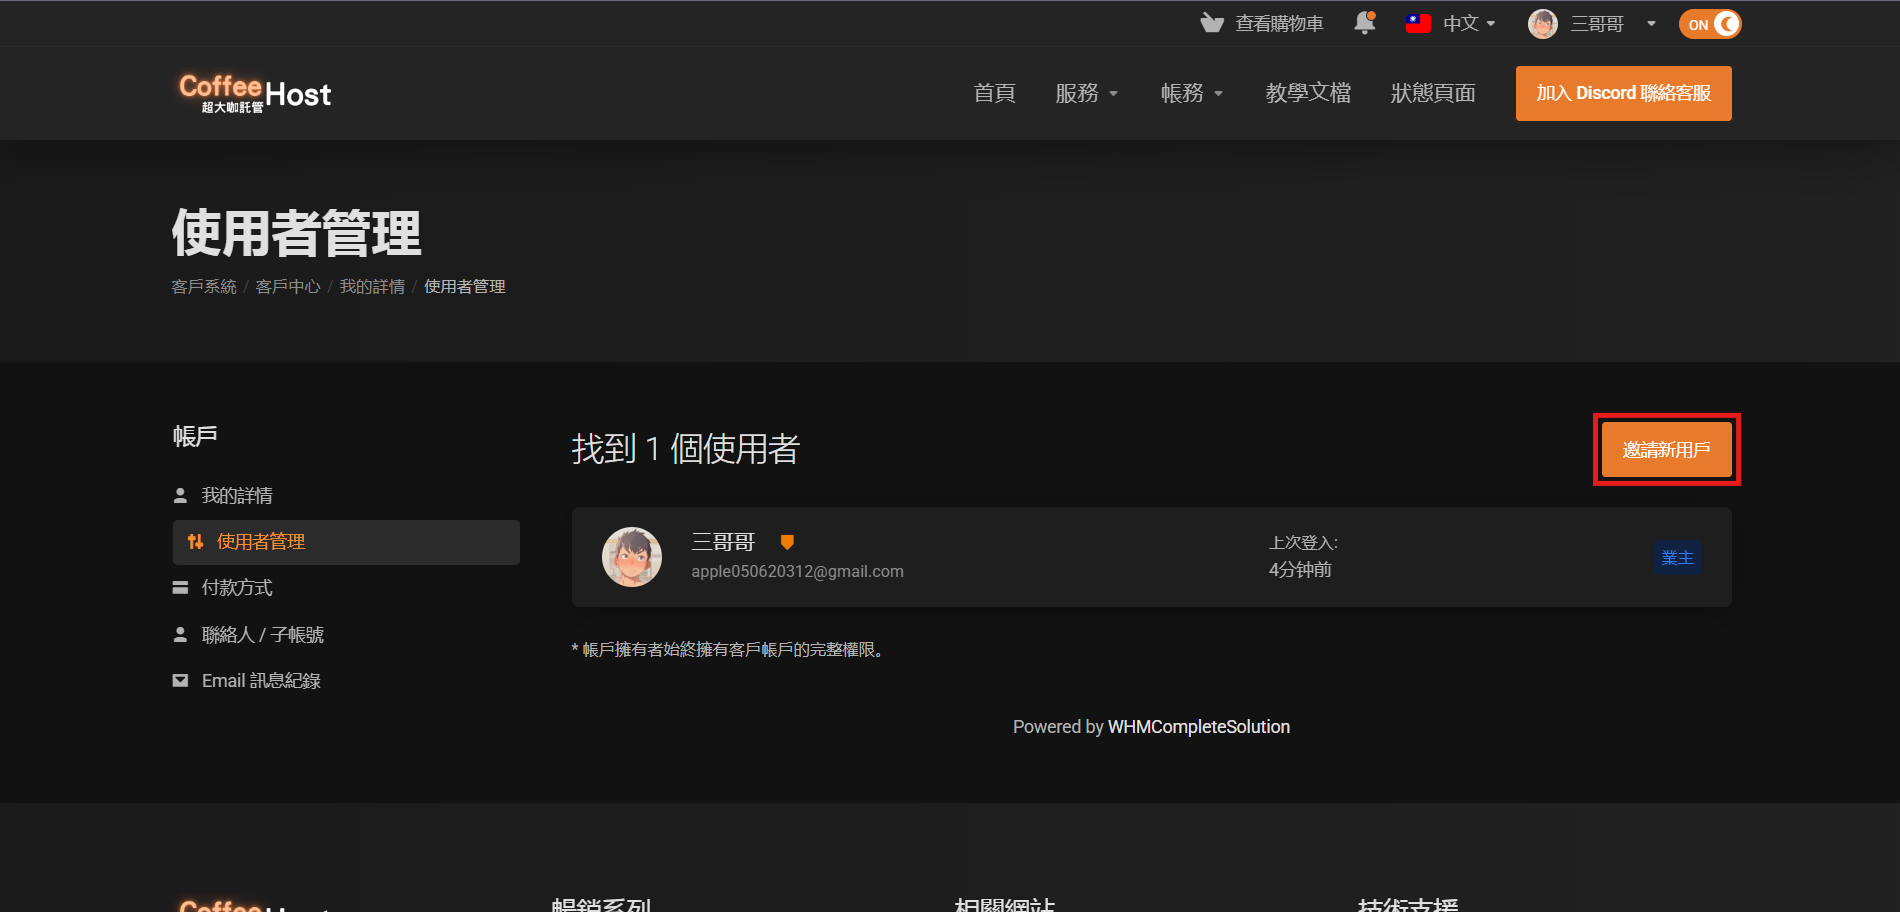 查看購物車
中文
三哥哥
ON
CoffeeHost
超大咖託管
首頁
服務
帳務
教學文檔
狀態頁面
加入 Discord 聯絡客服
使用者管理
客戶系統 / 客戶中心 / 我的詳情 / 使用者管理
帳戶
我的詳情
使用者管理
付款方式
聯絡人 / 子帳號
Email 訊息紀錄
找到 1 個使用者
邀請新用戶
三哥哥
apple050620312@gmail.com
上次登入:
4分钟前
業主
* 帳戶擁有者始終擁有客戶帳戶的完整權限。
Powered by WHMCompleteSolution
CoffeeHost
暢銷系列
相關網站
技術支援